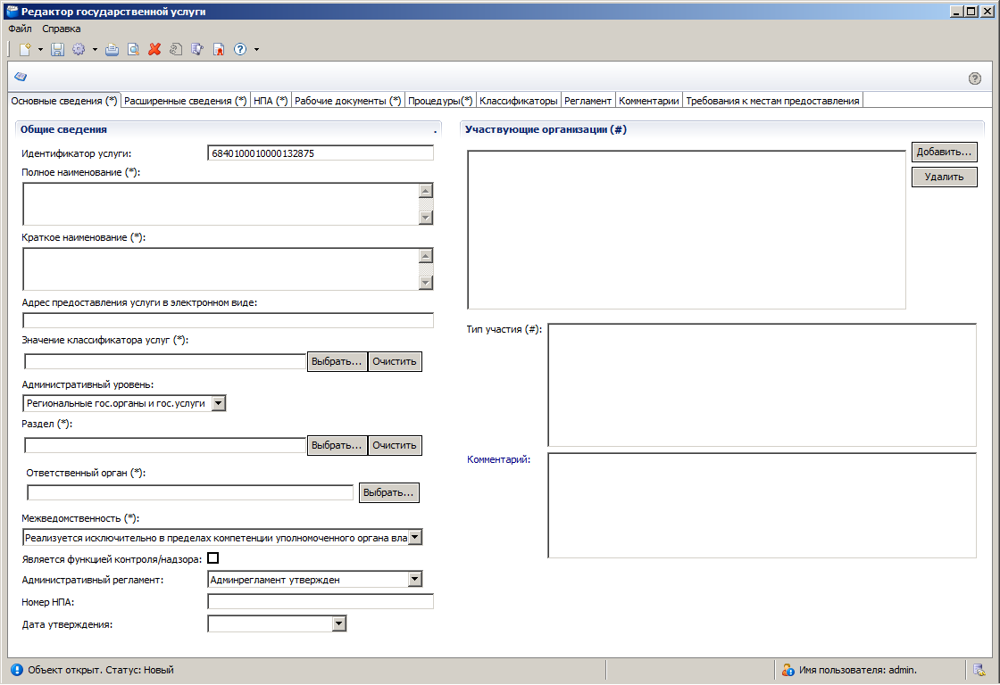 Редактор государственной услуги
Файл Справка
Основные сведения (*) Расширенные сведения (*) НПА (*) Рабочие документы (*) Процедуры(*) Классификаторы Регламент Комментарии Требования к местам предоставления
Общие сведения .
Идентификатор услуги: 6840100010000132875
Полное наименование (*):
Краткое наименование (*):
Адрес предоставления услуги в электронном виде:
Значение классификатора услуг (*):
Выбрать... Очистить
Административный уровень:
Региональные гос.органы и гос.услуги
Раздел (*):
Выбрать... Очистить
Ответственный орган (*):
Выбрать...
Межведомственность (*):
Реализуется исключительно в пределах компетенции уполномоченного органа вла
Является функцией контроля/надзора:
Административный регламент: Админрегламент утвержден
Номер НПА:
Дата утверждения:
Участвующие организации (#)
Добавить...
Удалить
Тип участия (#):
Комментарий:
Объект открыт. Статус: Новый
Имя пользователя: admin.